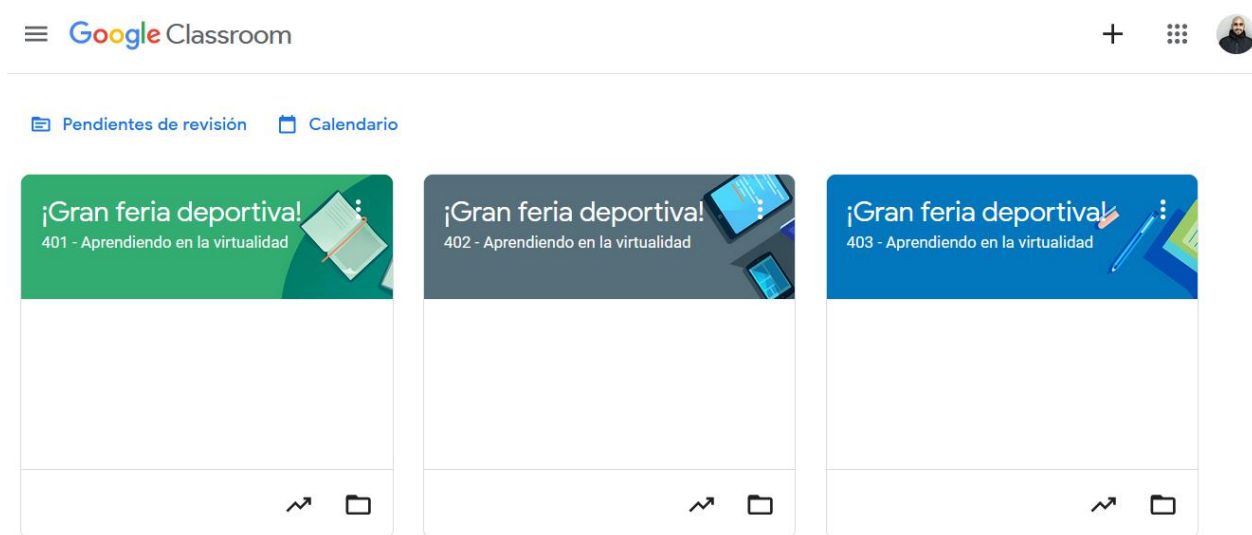 Google Classroom
Pendientes de revisión Calendario
¡Gran feria deportiva!
401 - Aprendiendo en la virtualidad
¡Gran feria deportiva!
402 - Aprendiendo en la virtualidad
¡Gran feria deportiva!
403 - Aprendiendo en la virtualidad